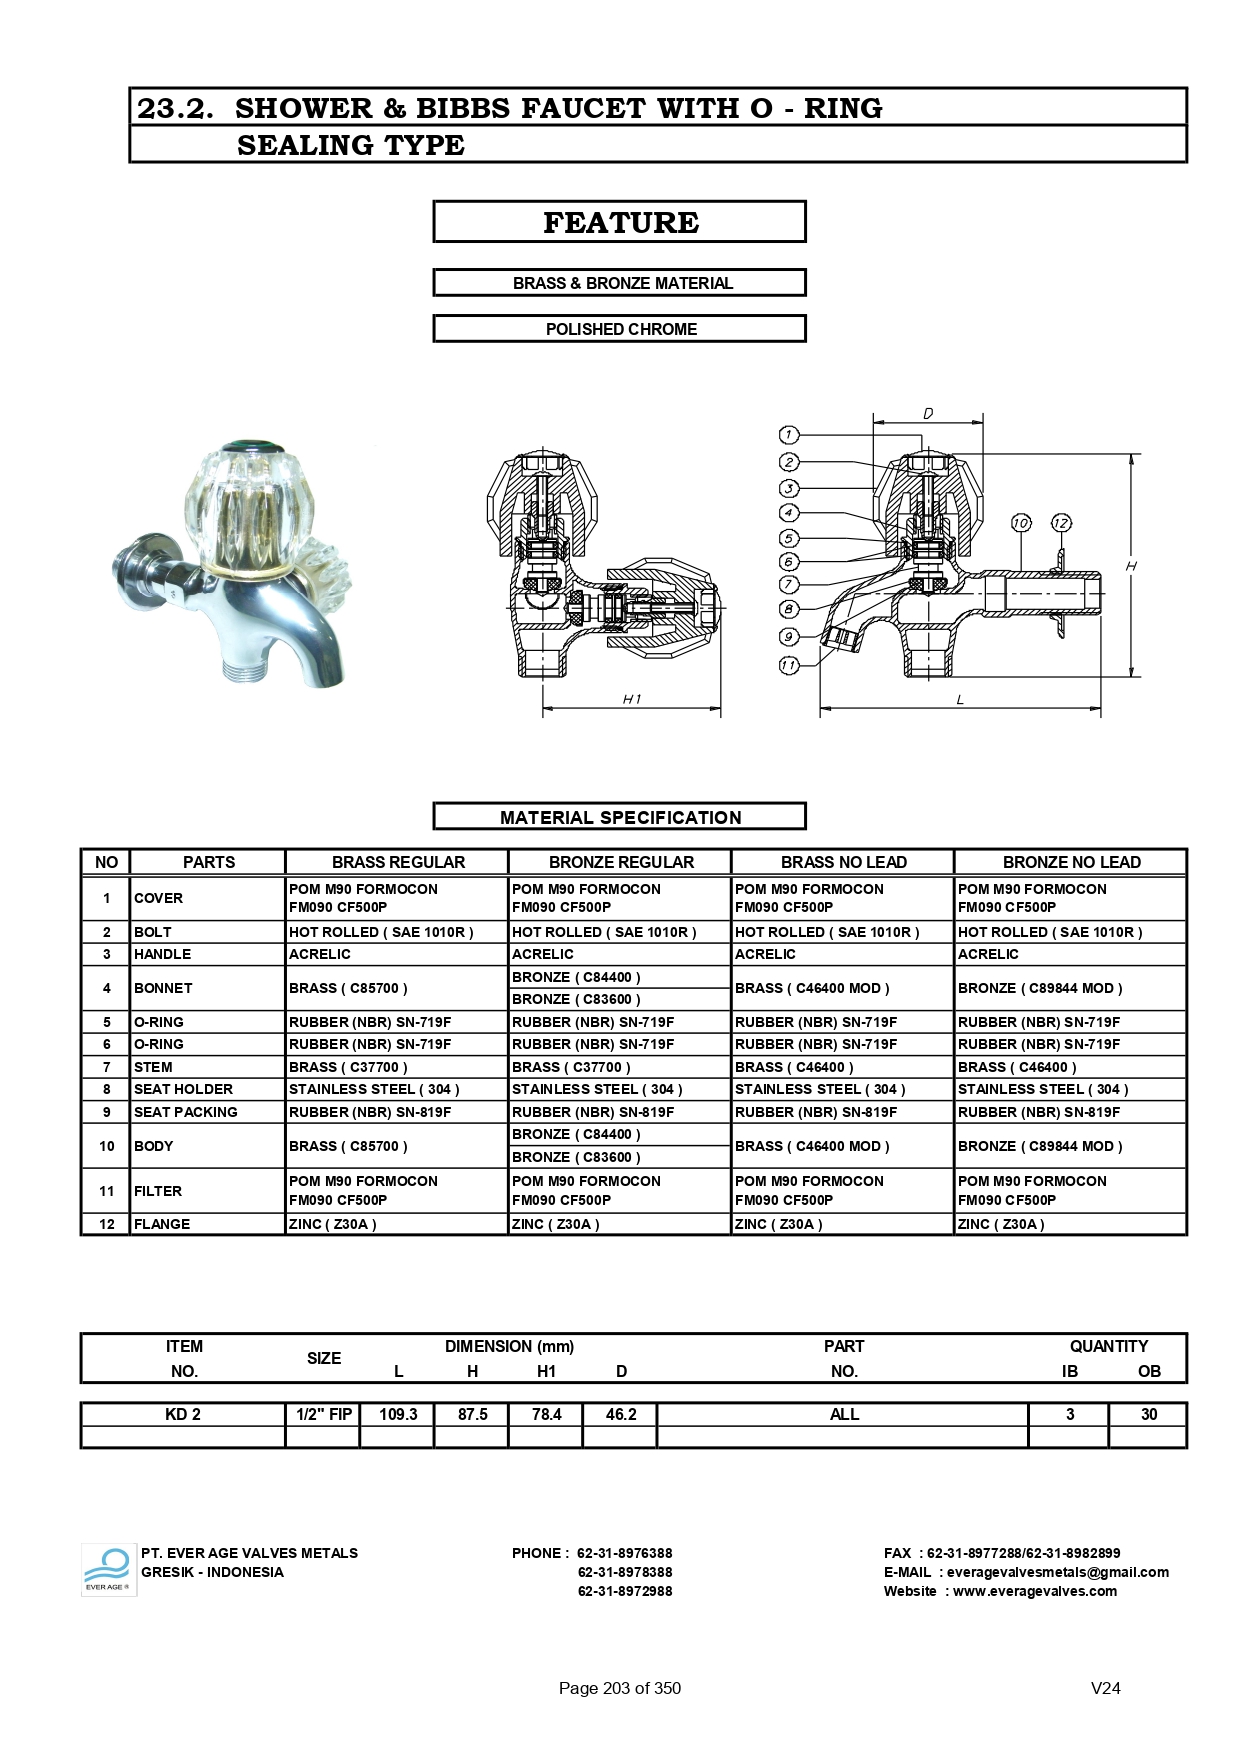 23.2. SHOWER & BIBBS FAUCET WITH O - RING
SEALING TYPE
FEATURE
BRASS & BRONZE MATERIAL
POLISHED CHROME
D
1
2
3
4
5
6
7
8
9
11
10 12
H
H1
L
MATERIAL SPECIFICATION
NO PARTS BRASS REGULAR BRONZE REGULAR BRASS NO LEAD BRONZE NO LEAD
1 COVER POM M90 FORMOCON FM090 CF500P POM M90 FORMOCON FM090 CF500P POM M90 FORMOCON FM090 CF500P POM M90 FORMOCON FM090 CF500P
2 BOLT HOT ROLLED ( SAE 1010R ) HOT ROLLED ( SAE 1010R ) HOT ROLLED ( SAE 1010R ) HOT ROLLED ( SAE 1010R )
3 HANDLE ACRELIC ACRELIC ACRELIC ACRELIC
4 BONNET BRASS ( C85700 ) BRONZE ( C84400 ) BRONZE ( C83600 ) BRASS ( C46400 MOD ) BRONZE ( C89844 MOD )
5 O-RING RUBBER (NBR) SN-719F RUBBER (NBR) SN-719F RUBBER (NBR) SN-719F RUBBER (NBR) SN-719F
6 O-RING RUBBER (NBR) SN-719F RUBBER (NBR) SN-719F RUBBER (NBR) SN-719F RUBBER (NBR) SN-719F
7 STEM BRASS ( C37700 ) BRASS ( C37700 ) BRASS ( C46400 ) BRASS ( C46400 )
8 SEAT HOLDER STAINLESS STEEL ( 304 ) STAINLESS STEEL ( 304 ) STAINLESS STEEL ( 304 ) STAINLESS STEEL ( 304 )
9 SEAT PACKING RUBBER (NBR) SN-819F RUBBER (NBR) SN-819F RUBBER (NBR) SN-819F RUBBER (NBR) SN-819F
10 BODY BRASS ( C85700 ) BRONZE ( C84400 ) BRONZE ( C83600 ) BRASS ( C46400 MOD ) BRONZE ( C89844 MOD )
11 FILTER POM M90 FORMOCON FM090 CF500P POM M90 FORMOCON FM090 CF500P POM M90 FORMOCON FM090 CF500P POM M90 FORMOCON FM090 CF500P
12 FLANGE ZINC ( Z30A ) ZINC ( Z30A ) ZINC ( Z30A ) ZINC ( Z30A )
ITEM DIMENSION (mm) PART QUANTITY
SIZE
NO. L H H1 D NO. IB OB
KD 2 1/2" FIP 109.3 87.5 78.4 46.2 ALL 3 30
EVER AGE ®
PT. EVER AGE VALVES METALS PHONE : 62-31-8976388 FAX : 62-31-8977288/62-31-8982899
GRESIK - INDONESIA 62-31-8978388 E-MAIL : everagevalvesmetals@gmail.com
62-31-8972988 Website : www.everagevalves.com
Page 203 of 350 V24